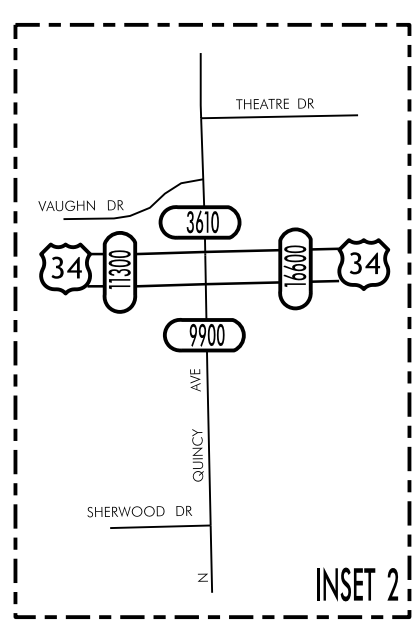 THEATRE DR
VAUGHN DR
3610
34
11300
16600
34
9900
N QUINCY AVE
SHERWOOD DR
INSET 2